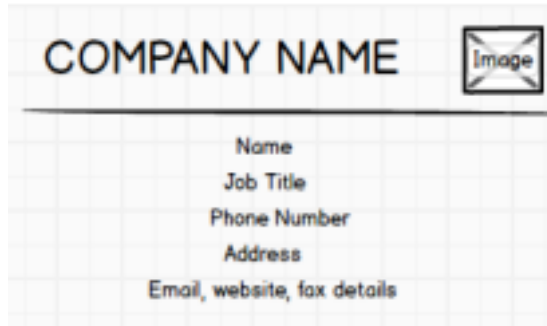 COMPANY NAME
Image
Name
Job Title
Phone Number
Address
Email, website, fax details